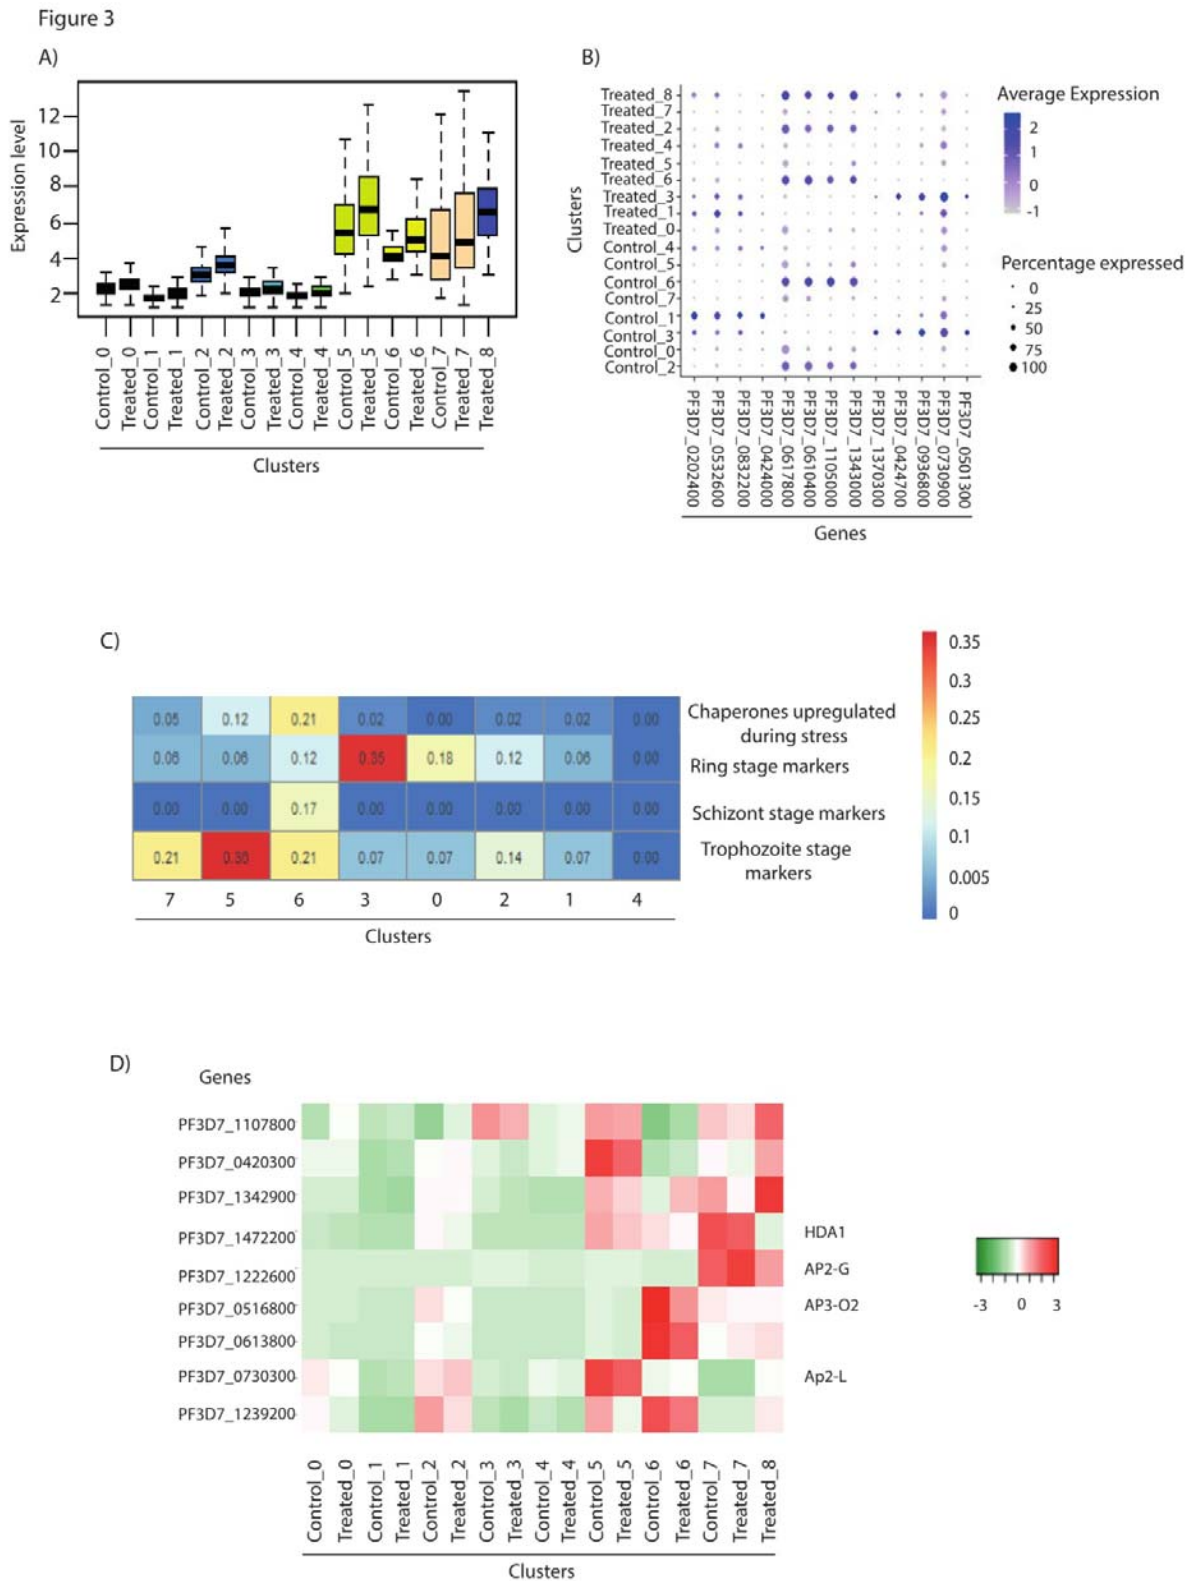 Figure 3
A)
Expression level
12
10
8
6
4
2
Control_0
Treated_0
Control_1
Treated_1
Control_2
Treated_2
Control_3
Treated_3
Control_4
Treated_4
Control_5
Treated_5
Control_6
Treated_6
Control_7
Treated_7
Treated_8
Clusters
B)
Clusters
Treated_8
Treated_7
Treated_2
Treated_4
Treated_5
Treated_6
Treated_3
Treated_1
Treated_0
Control_4
Control_5
Control_6
Control_7
Control_1
Control_3
Control_0
Control_2
PF3D7_0202400
PF3D7_0532600
PF3D7_0832200
PF3D7_0424000
PF3D7_0617800
PF3D7_0610400
PF3D7_1105000
PF3D7_1343000
PF3D7_1370300
PF3D7_0424700
PF3D7_0936800
PF3D7_0730900
PF3D7_0501300
Genes
Average Expression
2
1
0
-1
Percentage expressed
0
25
50
75
100
C)
0.05 0.12 0.21 0.02 0.00 0.02 0.02 0.00
Chaperones upregulated
during stress
0.06 0.06 0.12 0.35 0.18 0.12 0.06 0.00
Ring stage markers
0.00 0.00 0.17 0.00 0.00 0.00 0.00 0.00
Schizont stage markers
0.21 0.36 0.21 0.07 0.07 0.14 0.07 0.00
Trophozoite stage
markers
7 5 6 3 0 2 1 4
Clusters
0.35
0.3
0.25
0.2
0.15
0.1
0.005
0
D)
Genes
PF3D7_1107800
PF3D7_0420300
PF3D7_1342900
PF3D7_1472200
HDA1
PF3D7_1222600
AP2-G
PF3D7_0516800
AP3-O2
PF3D7_0613800
PF3D7_0730300
Ap2-L
PF3D7_1239200
-3 0 3
Control_0
Treated_0
Control_1
Treated_1
Control_2
Treated_2
Control_3
Treated_3
Control_4
Treated_4
Control_5
Treated_5
Control_6
Treated_6
Control_7
Treated_7
Treated_8
Clusters